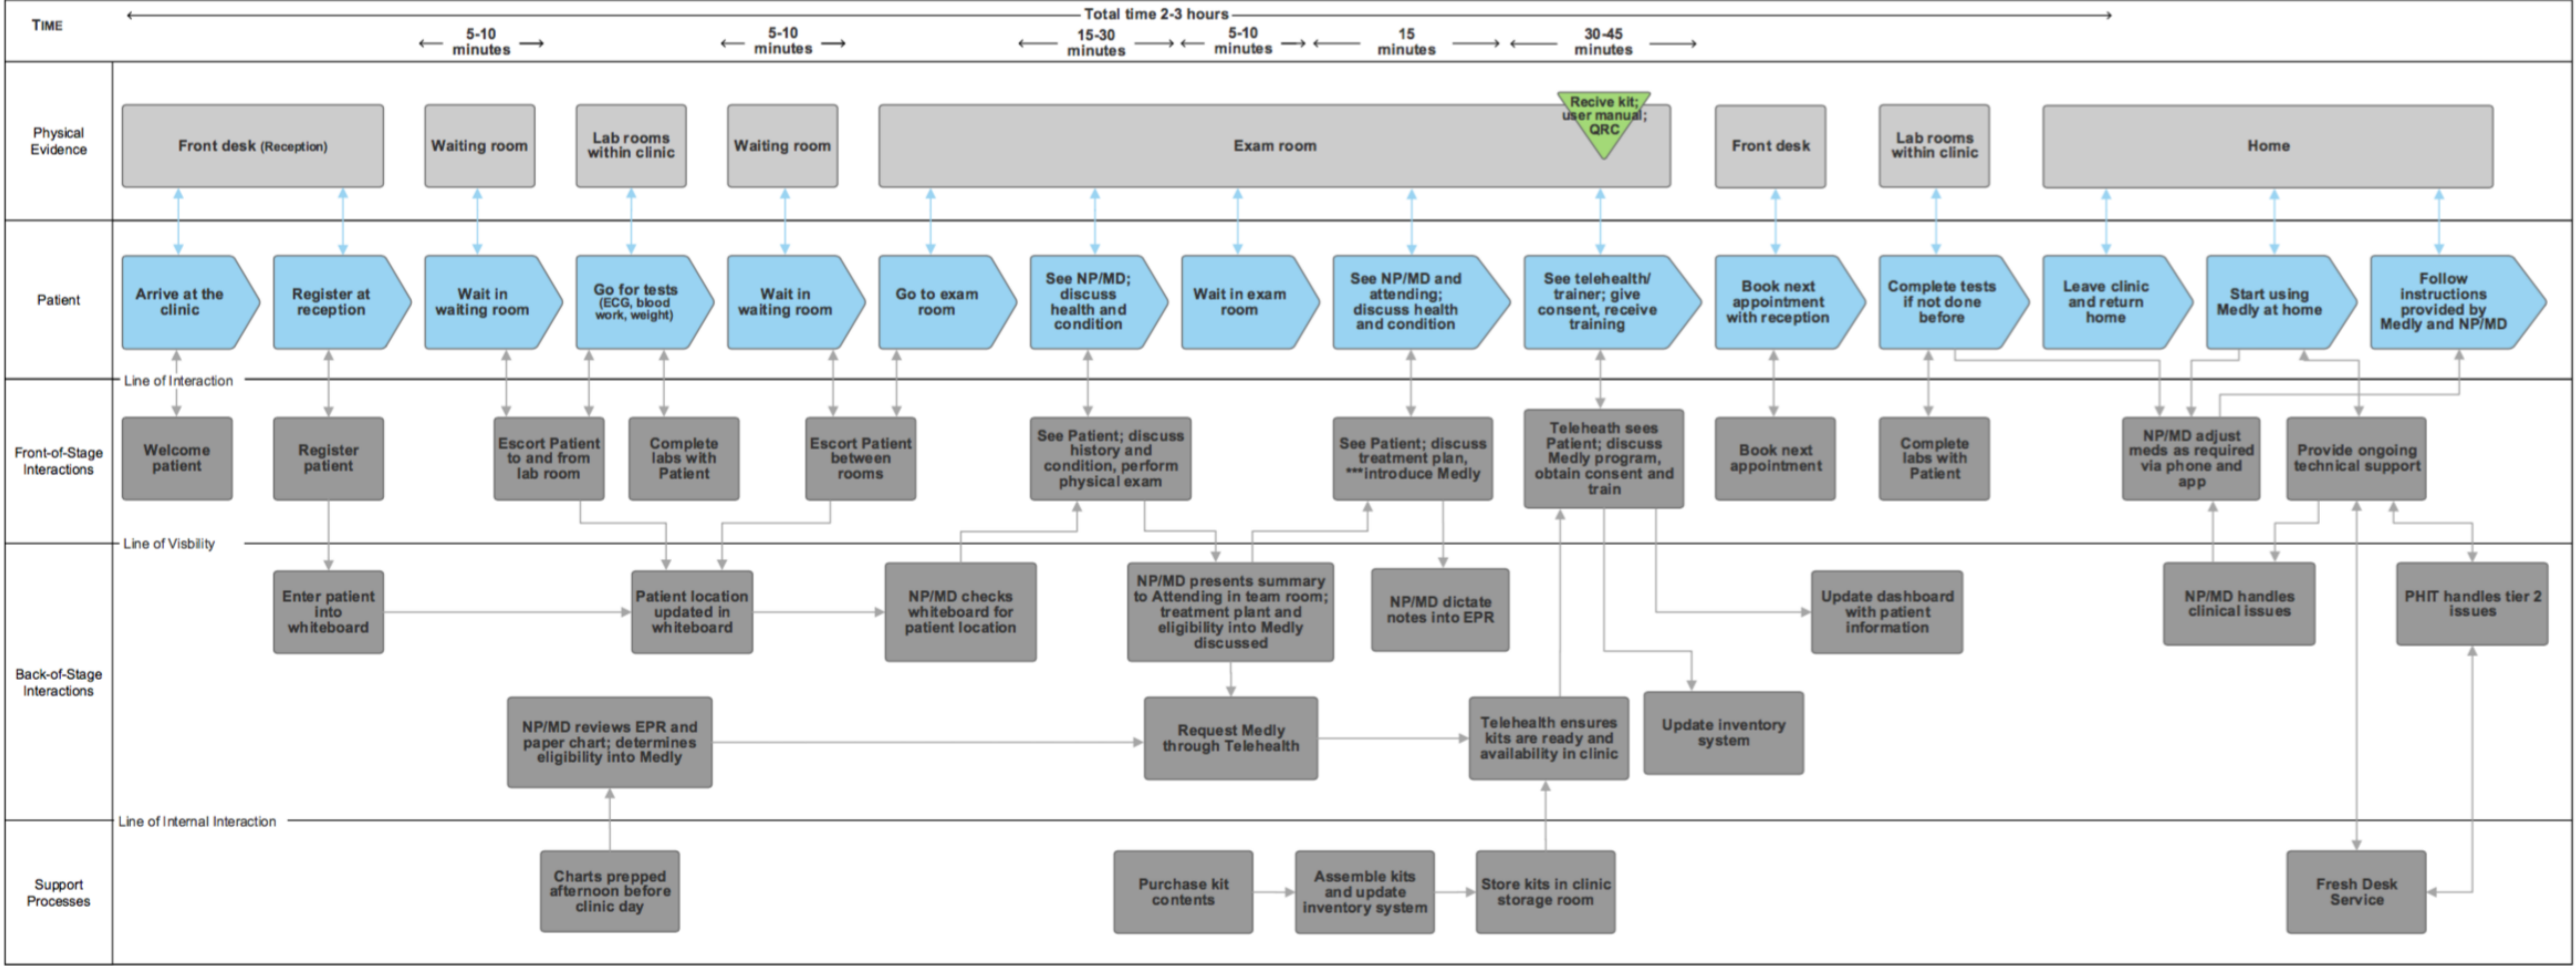 TIME
Total time 2-3 hours
5-10
minutes
5-10
minutes
15-30
minutes
5-10
minutes
15
minutes
30-45
minutes
Physical
Evidence
Front desk (Reception)
Waiting room
Lab rooms
within clinic
Waiting room
Exam room
Recive kit;
user manual;
QRC
Front desk
Lab rooms
within clinic
Home
Patient
Arrive at the
clinic
Register at
reception
Wait in
waiting room
Go for tests
(ECG, blood
work, weight)
Wait in
waiting room
Go to exam
room
See NP/MD;
discuss
health and
condition
Wait in exam
room
See NP/MD and
attending;
discuss health
and condition
See telehealth/
trainer; give
consent, receive
training
Book next
appointment
with reception
Complete tests
if not done
before
Leave clinic
and return
home
Start using
Medly at home
Follow
instructions
provided by
Medly and NP/MD
Line of Interaction
Front-of-Stage
Interactions
Welcome
patient
Register
patient
Escort Patient
to and from
lab room
Complete
labs with
Patient
Escort Patient
between
rooms
See Patient; discuss
history and
condition, perform
physical exam
See Patient; discuss
treatment plan,
***introduce Medly
Teleheath sees
Patient; discuss
Medly program,
obtain consent and
train
Book next
appointment
Complete
labs with
Patient
NP/MD adjust
meds as required
via phone and
app
Provide ongoing
technical support
Line of Visbility
Back-of-Stage
Interactions
Enter patient
into
whiteboard
Patient location
updated in
whiteboard
NP/MD checks
whiteboard for
patient location
NP/MD presents summary
to Attending in team room;
treatment plant and
eligibility into Medly
discussed
NP/MD dictate
notes into EPR
Update dashboard
with patient
information
NP/MD handles
clinical issues
PHIT handles tier 2
issues
NP/MD reviews EPR and
paper chart; determines
eligibility into Medly
Request Medly
through Telehealth
Telehealth ensures
kits are ready and
availability in clinic
Update inventory
system
Line of Internal Interaction
Support
Processes
Charts prepped
afternoon before
clinic day
Purchase kit
contents
Assemble kits
and update
inventory system
Store kits in clinic
storage room
Fresh Desk
Service